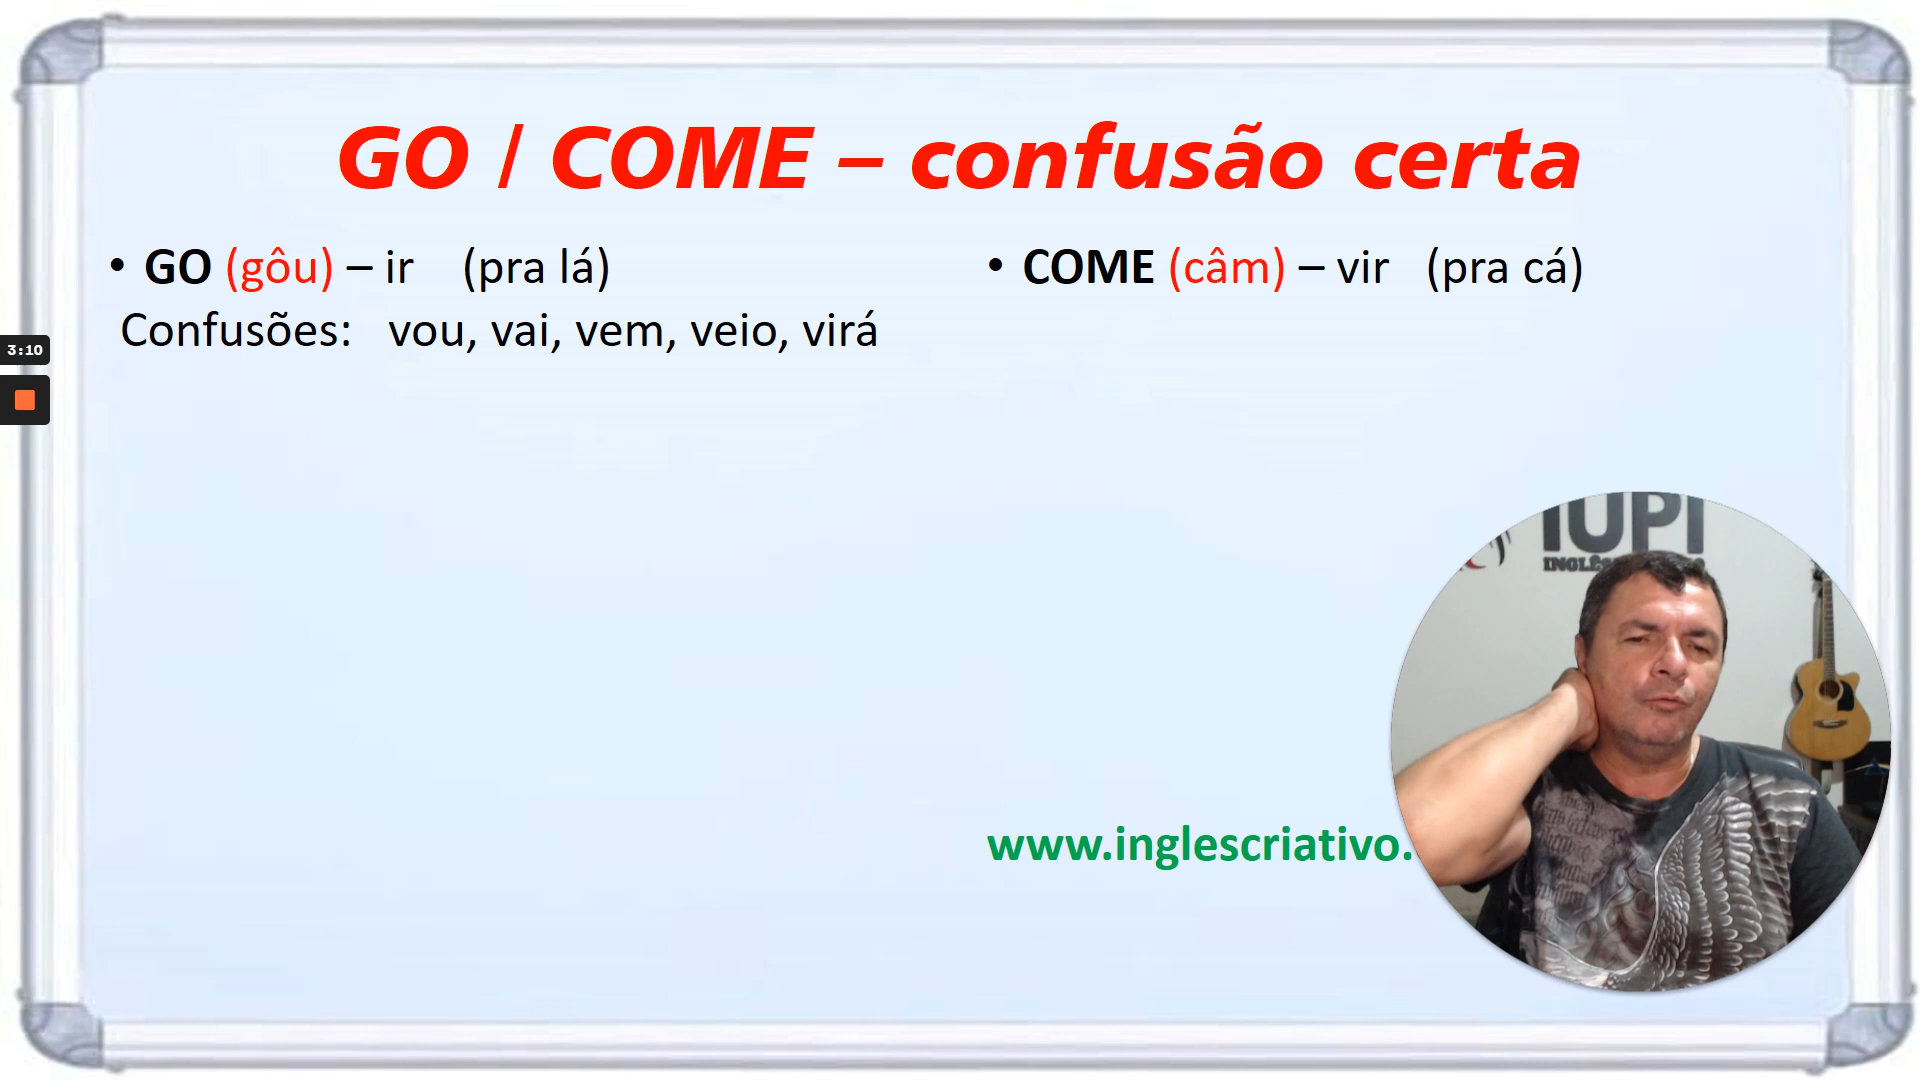 GO / COME – confusão certa
• GO (gôu) – ir (pra lá)
• COME (câm) – vir (pra cá)
Confusões: vou, vai, vem, veio, virá
3:10
IUPI
www.inglescriativo.